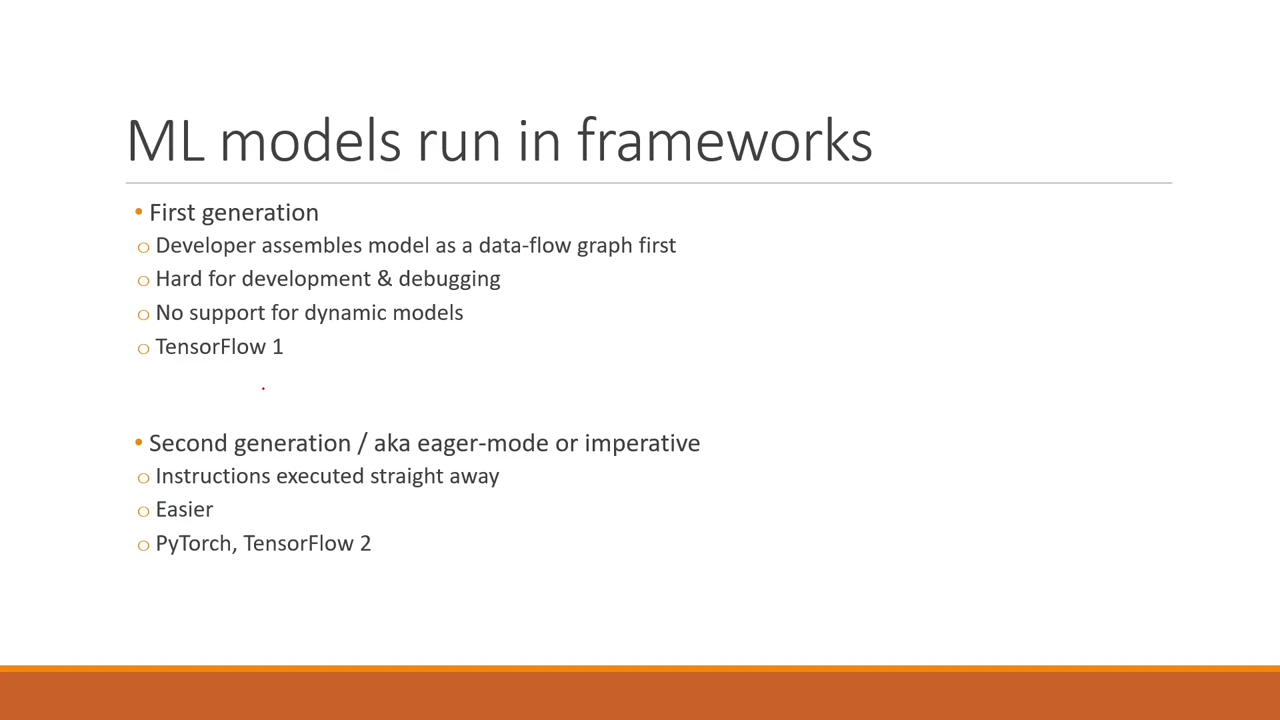 ML models run in frameworks
• First generation
o Developer assembles model as a data-flow graph first
o Hard for development & debugging
o No support for dynamic models
o TensorFlow 1
• Second generation / aka eager-mode or imperative
o Instructions executed straight away
o Easier
o PyTorch, TensorFlow 2